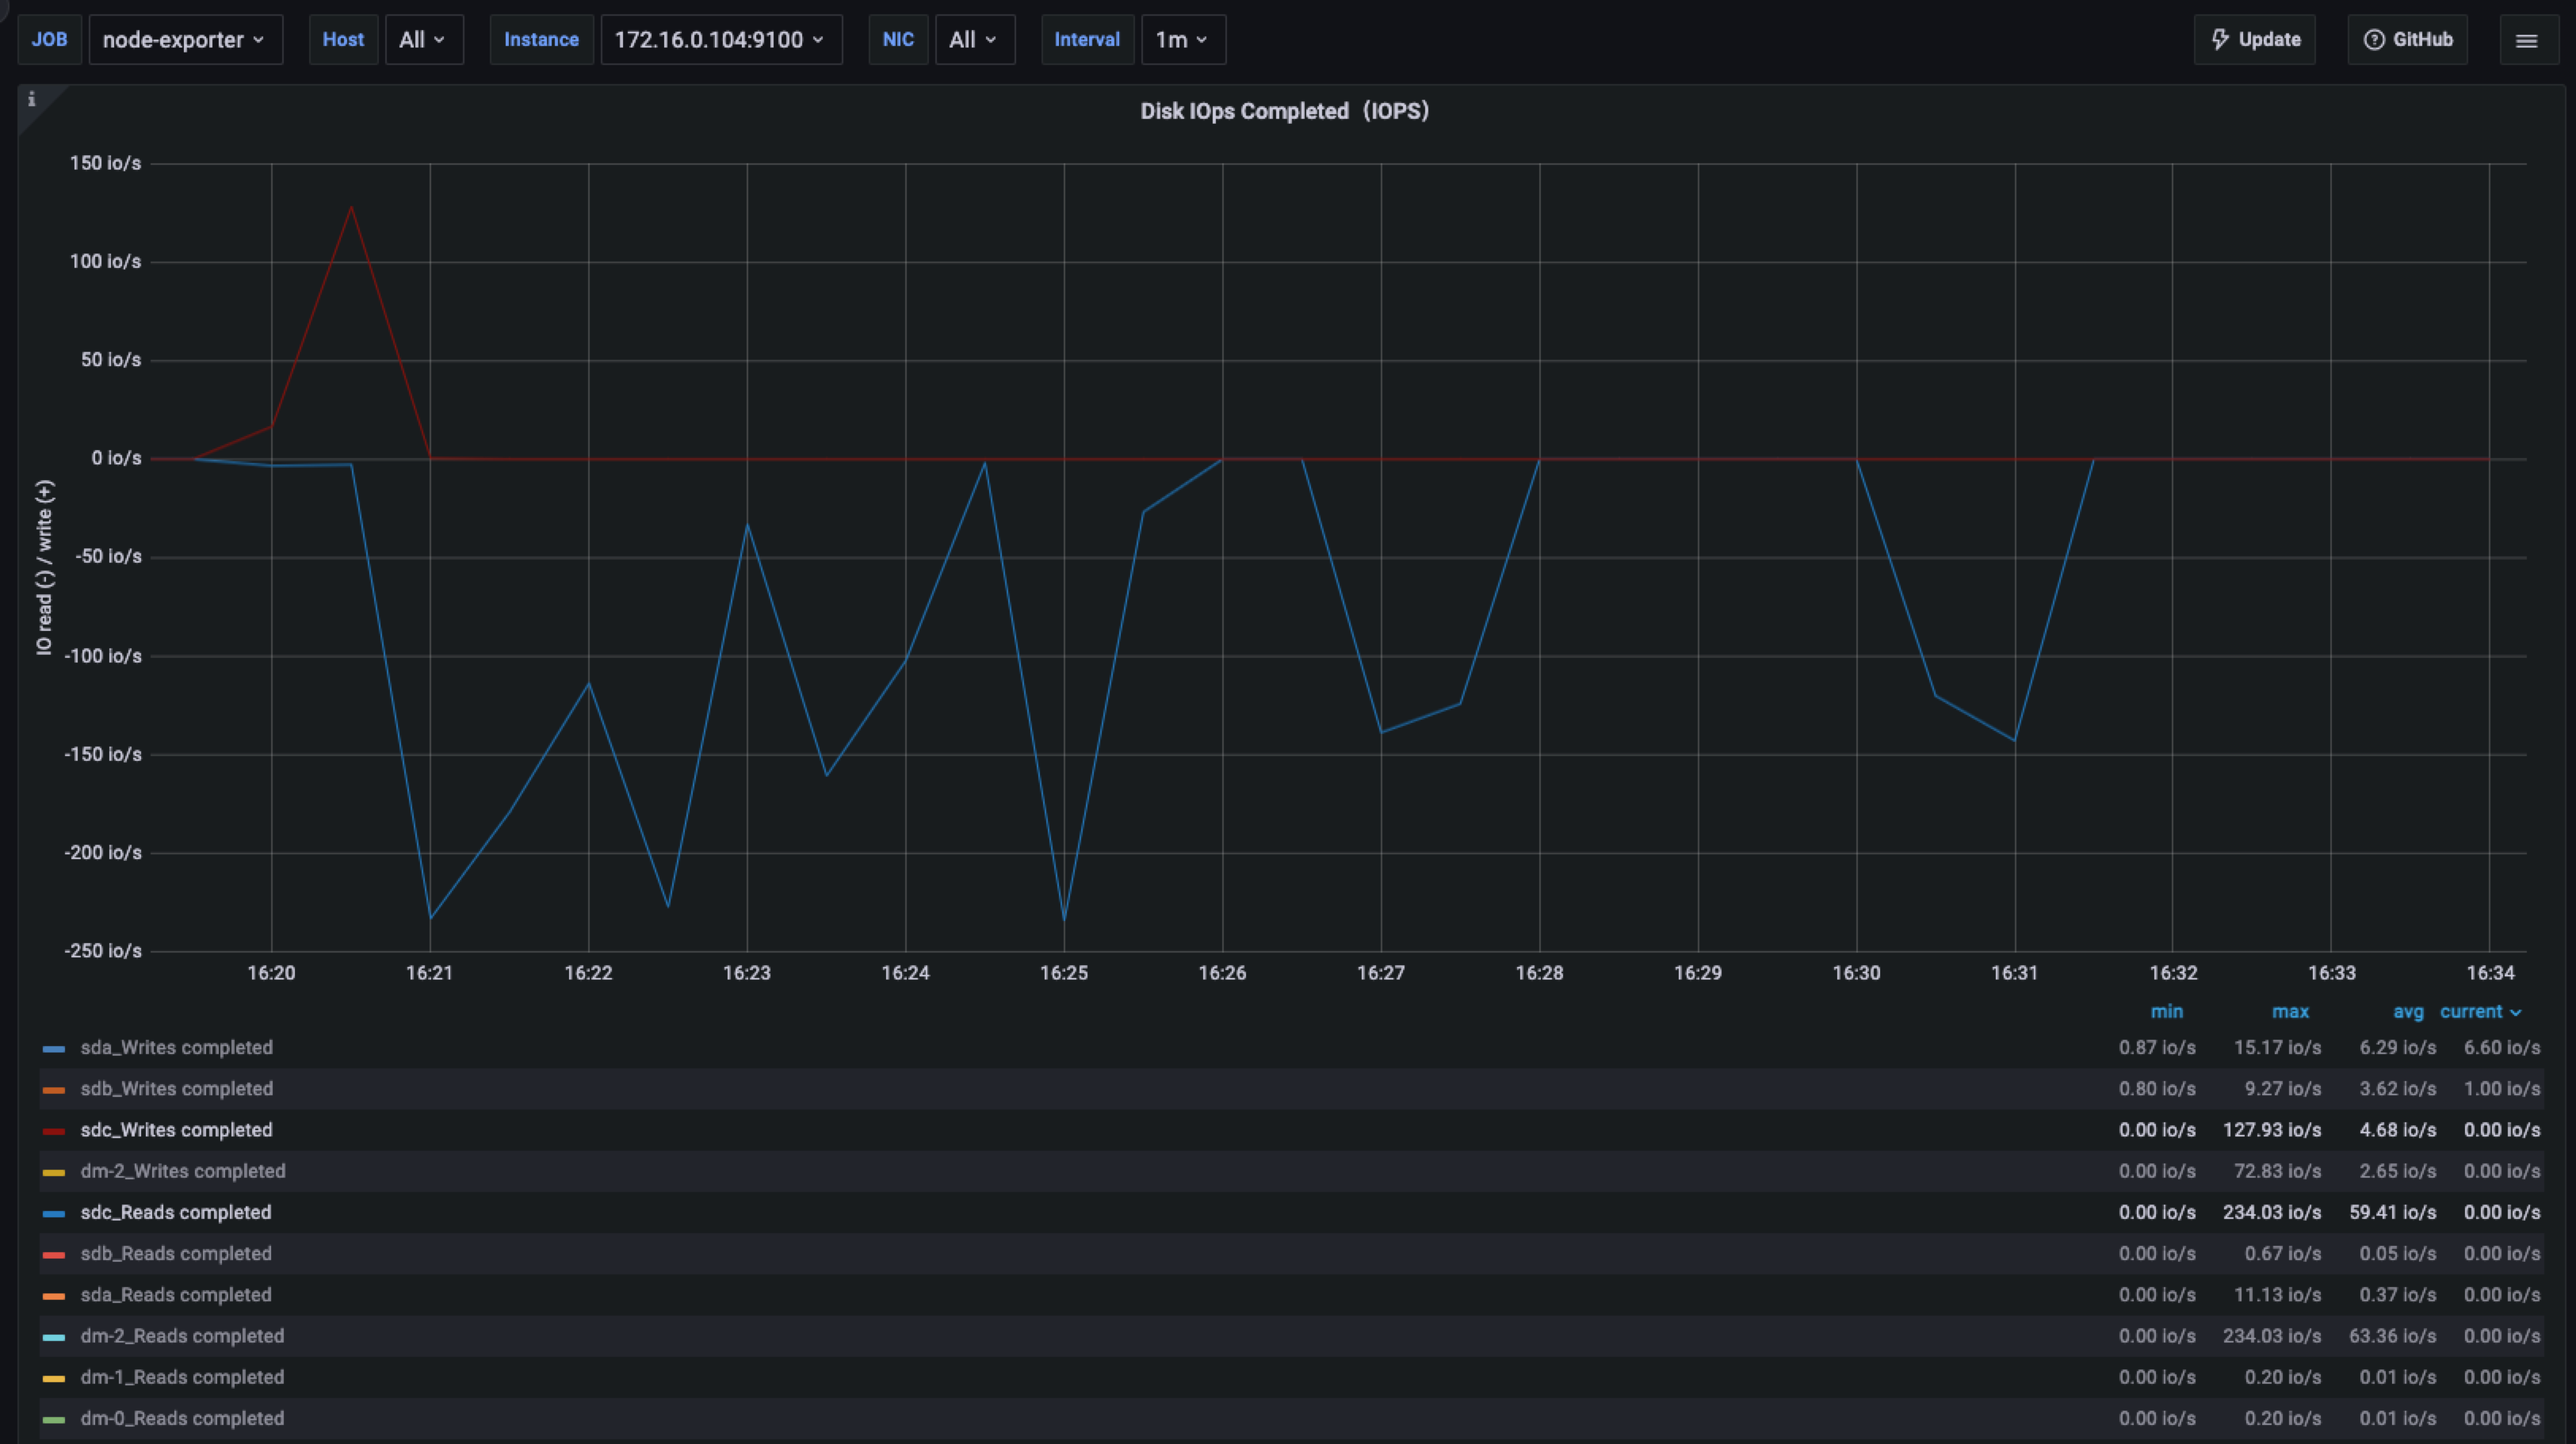 JOB node-exporter Host All Instance 172.16.0.104:9100 NIC All Interval 1m Update GitHub
Disk IOps Completed（IOPS）
IO read (-) / write (+)
150 io/s
100 io/s
50 io/s
0 io/s
-50 io/s
-100 io/s
-150 io/s
-200 io/s
-250 io/s
16:20 16:21 16:22 16:23 16:24 16:25 16:26 16:27 16:28 16:29 16:30 16:31 16:32 16:33 16:34
min max avg current
sda_Writes completed 0.87 io/s 15.17 io/s 6.29 io/s 6.60 io/s
sdb_Writes completed 0.80 io/s 9.27 io/s 3.62 io/s 1.00 io/s
sdc_Writes completed 0.00 io/s 127.93 io/s 4.68 io/s 0.00 io/s
dm-2_Writes completed 0.00 io/s 72.83 io/s 2.65 io/s 0.00 io/s
sdc_Reads completed 0.00 io/s 234.03 io/s 59.41 io/s 0.00 io/s
sdb_Reads completed 0.00 io/s 0.67 io/s 0.05 io/s 0.00 io/s
sda_Reads completed 0.00 io/s 11.13 io/s 0.37 io/s 0.00 io/s
dm-2_Reads completed 0.00 io/s 234.03 io/s 63.36 io/s 0.00 io/s
dm-1_Reads completed 0.00 io/s 0.20 io/s 0.01 io/s 0.00 io/s
dm-0_Reads completed 0.00 io/s 0.20 io/s 0.01 io/s 0.00 io/s